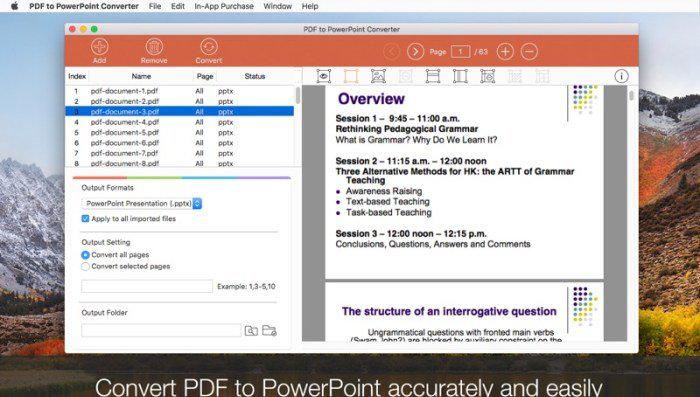 PDF to PowerPoint Converter File Edit In-App Purchase Window Help
PDF to PowerPoint Converter
Add Remove Convert
Page 1 / 63
Index Name Page Status
1 pdf-document-1.pdf All pptx
2 pdf-document-2.pdf All pptx
3 pdf-document-3.pdf All pptx
4 pdf-document-4.pdf All pptx
5 pdf-document-5.pdf All pptx
6 pdf-document-6.pdf All pptx
7 pdf-document-7.pdf All pptx
8 pdf-document-8.pdf All pptx
Output Formats
PowerPoint Presentation (.pptx)
Apply to all imported files
Output Setting
Convert all pages
Convert selected pages
Example: 1,3-5,10
Output Folder
Overview
Session 1 – 9:45 – 11:00 a.m.
Rethinking Pedagogical Grammar
What is Grammar? Why Do We Learn It?
Session 2 – 11:15 a.m. – 12:00 noon
Three Alternative Methods for HK: the ARTT of Grammar
Teaching
Awareness Raising
Text-based Teaching
Task-based Teaching
Session 3 – 12:00 noon – 12:15 p.m.
Conclusions, Questions, Answers and Comments
The structure of an interrogative question
Ungrammatical questions with fronted main verbs
(Swam John?) are blocked by auxiliary constraint on the
Convert PDF to PowerPoint accurately and easily